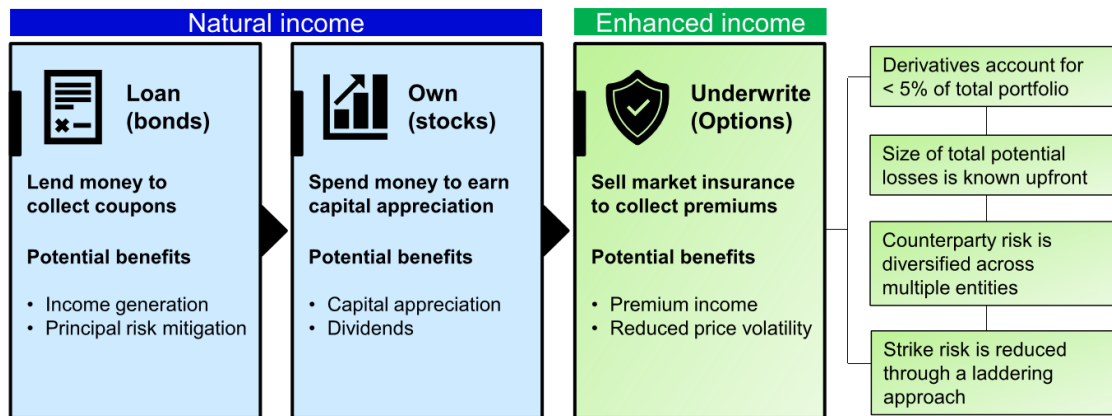 Natural income
Enhanced income
Loan
(bonds)
Lend money to
collect coupons
Potential benefits
• Income generation
• Principal risk mitigation
Own
(stocks)
Spend money to earn
capital appreciation
Potential benefits
• Capital appreciation
• Dividends
Underwrite
(Options)
Sell market insurance
to collect premiums
Potential benefits
• Premium income
• Reduced price volatility
Derivatives account for
< 5% of total portfolio
Size of total potential
losses is known upfront
Counterparty risk is
diversified across
multiple entities
Strike risk is reduced
through a laddering
approach